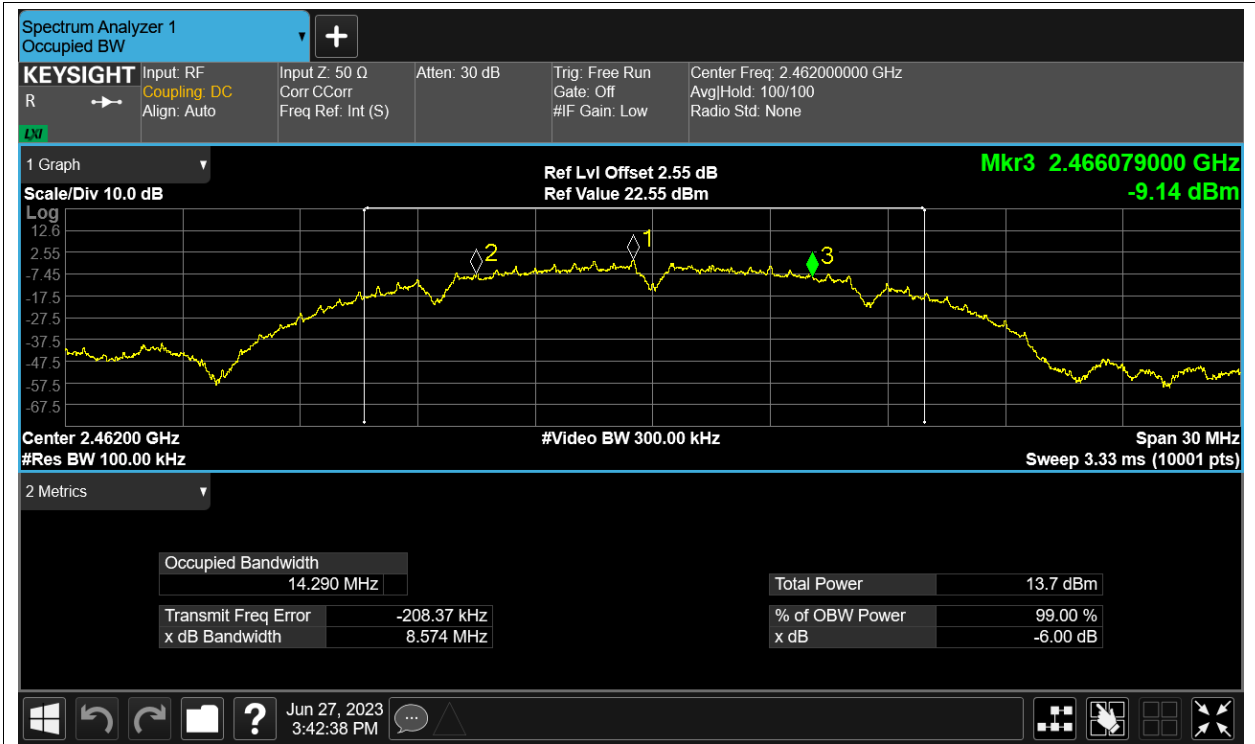 Spectrum Analyzer 1
Occupied BW
KEYSIGHT
R
LXI
Input: RF
Coupling: DC
Align: Auto
Input Z: 50 Ω
Corr CCorr
Freq Ref: Int (S)
Atten: 30 dB
Trig: Free Run
Gate: Off
#IF Gain: Low
Center Freq: 2.462000000 GHz
Avg|Hold: 100/100
Radio Std: None
1 Graph
Scale/Div 10.0 dB
Ref Lvl Offset 2.55 dB
Ref Value 22.55 dBm
Mkr3 2.466079000 GHz
-9.14 dBm
Log
12.6
2.55
-7.45
-17.5
-27.5
-37.5
-47.5
-57.5
-67.5
2
1
3
Center 2.46200 GHz
#Res BW 100.00 kHz
#Video BW 300.00 kHz
Span 30 MHz
Sweep 3.33 ms (10001 pts)
2 Metrics
Occupied Bandwidth
14.290 MHz
Transmit Freq Error -208.37 kHz
x dB Bandwidth 8.574 MHz
Total Power 13.7 dBm
% of OBW Power 99.00 %
x dB -6.00 dB
?
Jun 27, 2023
3:42:38 PM